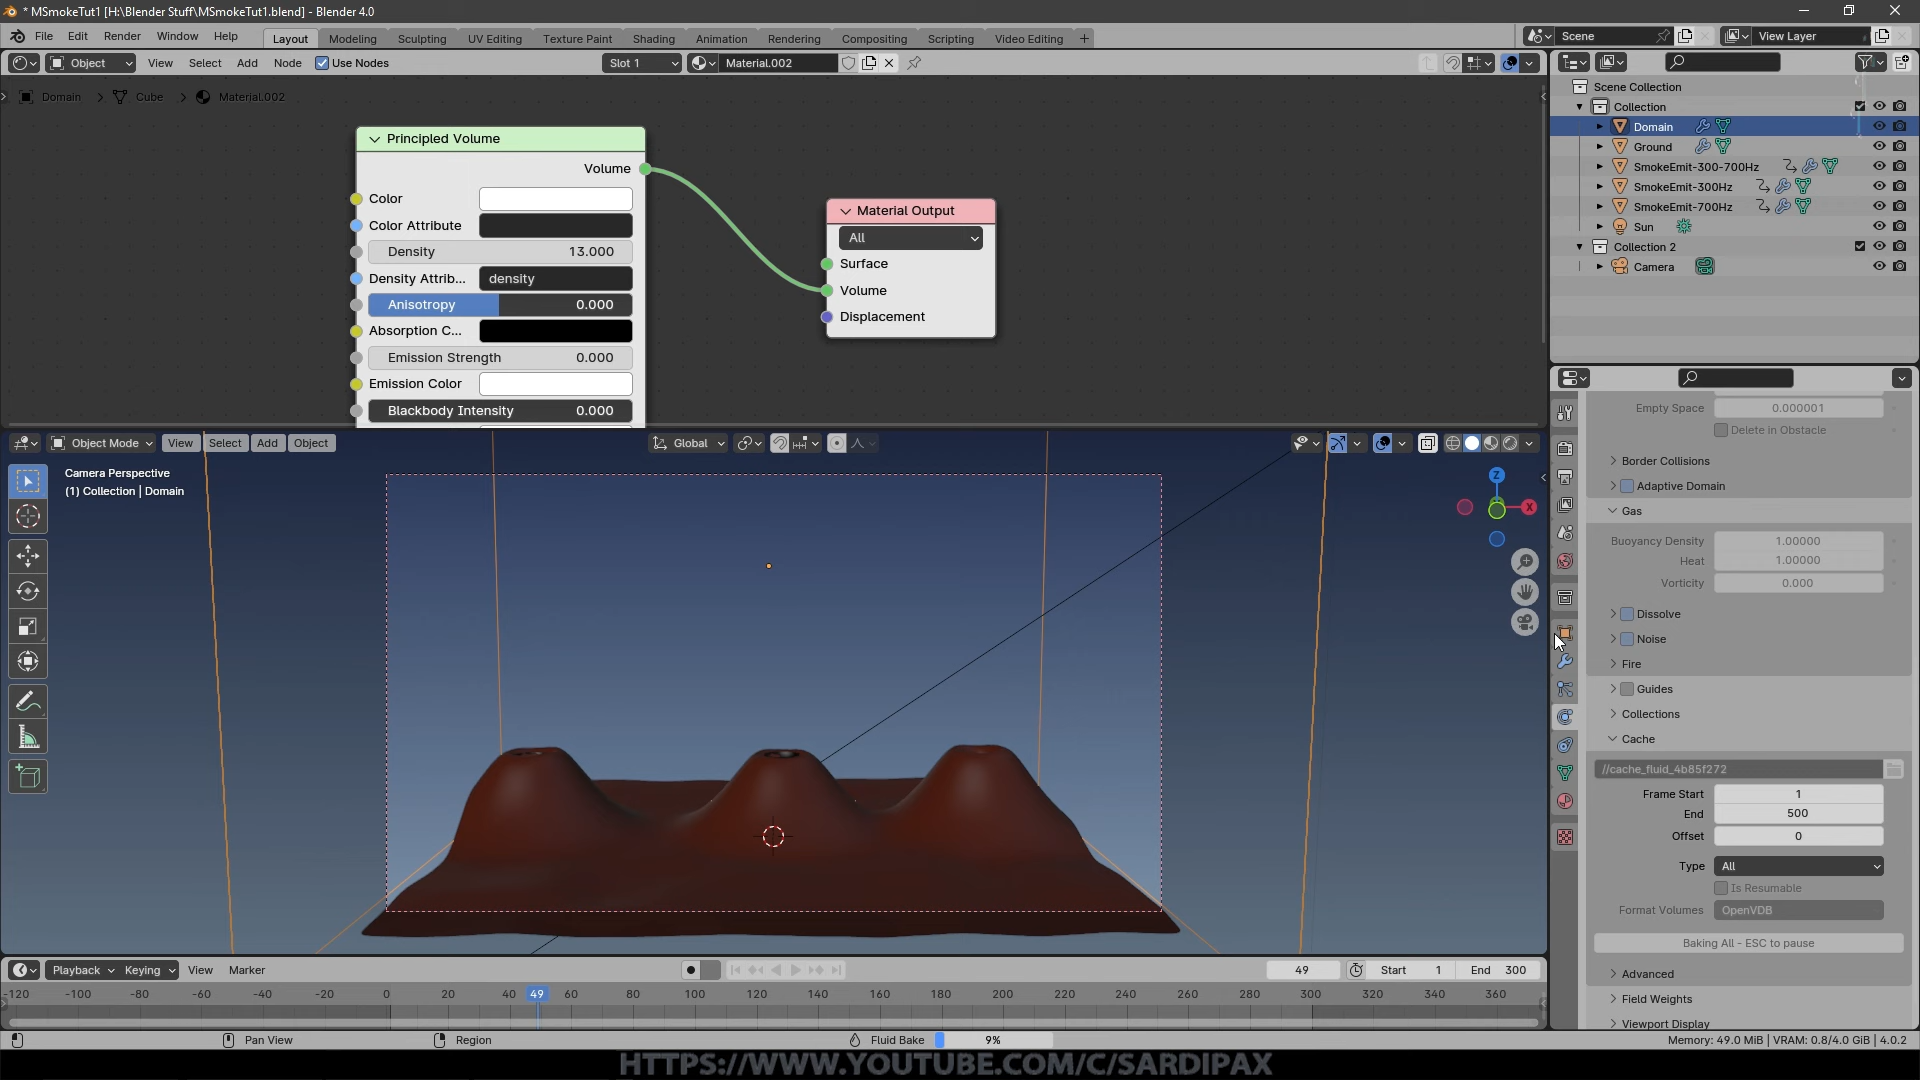 * MSmokeTut1 [H:\Blender Stuff\MSmokeTut1.blend] - Blender 4.0
File Edit Render Window Help Layout Modeling Sculpting UV Editing Texture Paint Shading Animation Rendering Compositing Scripting Video Editing + Scene View Layer
Object View Select Add Node Use Nodes Slot 1 Material.002
Domain > Cube > Material.002
Principled Volume
Volume
Color
Color Attribute
Density 13.000
Density Attrib... density
Anisotropy 0.000
Absorption C...
Emission Strength 0.000
Emission Color
Blackbody Intensity 0.000
Material Output
All
Surface
Volume
Displacement
Scene Collection
Collection
Domain
Ground
SmokeEmit-300-700Hz
SmokeEmit-300Hz
SmokeEmit-700Hz
Sun
Collection 2
Camera
Object Mode View Select Add Object Global
Camera Perspective
(1) Collection | Domain
Z
X
Empty Space 0.000001
Delete in Obstacle
Border Collisions
Adaptive Domain
Gas
Buoyancy Density 1.00000
Heat 1.00000
Vorticity 0.000
Dissolve
Noise
Fire
Guides
Collections
Cache
//cache_fluid_4b85f272
Frame Start 1
End 500
Offset 0
Type All
Is Resumable
Format Volumes OpenVDB
Baking All - ESC to pause
Advanced
Field Weights
Viewport Display
Playback Keying View Marker 49 Start 1 End 300
-120 -100 -80 -60 -40 -20 0 20 40 49 60 80 100 120 140 160 180 200 220 240 260 280 300 320 340 360
Pan View Region Fluid Bake 9% Memory: 49.0 MiB | VRAM: 0.8/4.0 GiB | 4.0.2
HTTPS://WWW.YOUTUBE.COM/C/SARDIPAX